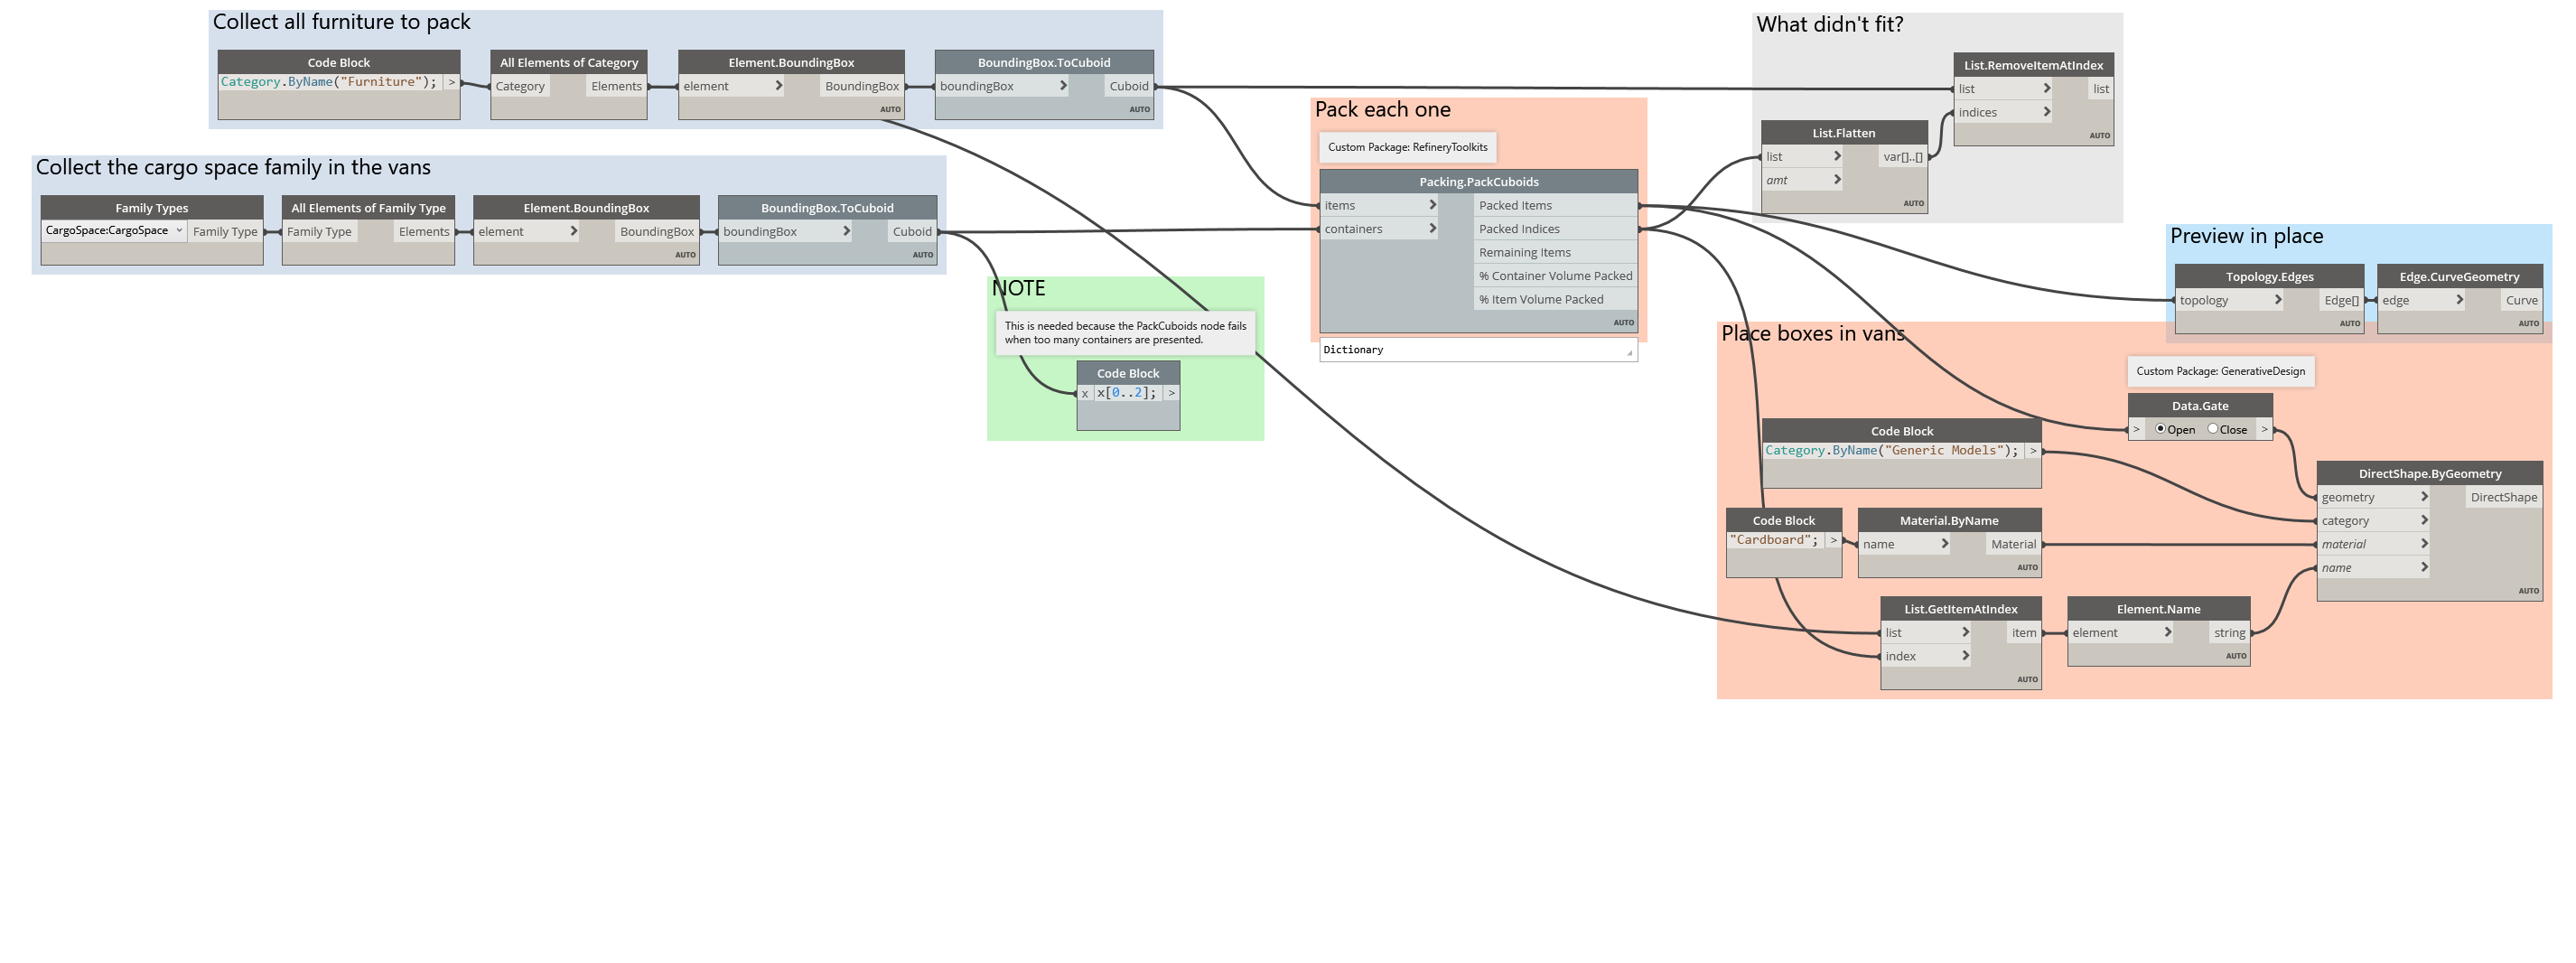 Collect all furniture to pack
Code Block
Category.ByName("Furniture"); >
All Elements of Category
Category Elements
Element.BoundingBox
element > BoundingBox
AUTO
BoundingBox.ToCuboid
boundingBox > Cuboid
AUTO
Collect the cargo space family in the vans
Family Types
CargoSpace:CargoSpace Family Type
All Elements of Family Type
Family Type Elements
Element.BoundingBox
element > BoundingBox
AUTO
BoundingBox.ToCuboid
boundingBox > Cuboid
AUTO
NOTE
This is needed because the PackCuboids node fails
when too many containers are presented.
Code Block
x x[0..2]; >
Pack each one
Custom Package: RefineryToolkits
Packing.PackCuboids
items > Packed Items
containers > Packed Indices
Remaining Items
% Container Volume Packed
% Item Volume Packed
AUTO
Dictionary
What didn't fit?
List.RemoveItemAtIndex
list > list
indices >
AUTO
List.Flatten
list > var[]..[]
amt >
AUTO
Preview in place
Topology.Edges
topology > Edge[]
AUTO
Edge.CurveGeometry
edge > Curve
AUTO
Place boxes in vans
Custom Package: GenerativeDesign
Data.Gate
> Open Close >
Code Block
Category.ByName("Generic Models"); >
Code Block
"Cardboard"; >
Material.ByName
name > Material
AUTO
List.GetItemAtIndex
list > item
index >
AUTO
Element.Name
element > string
AUTO
DirectShape.ByGeometry
geometry > DirectShape
category >
material >
name >
AUTO